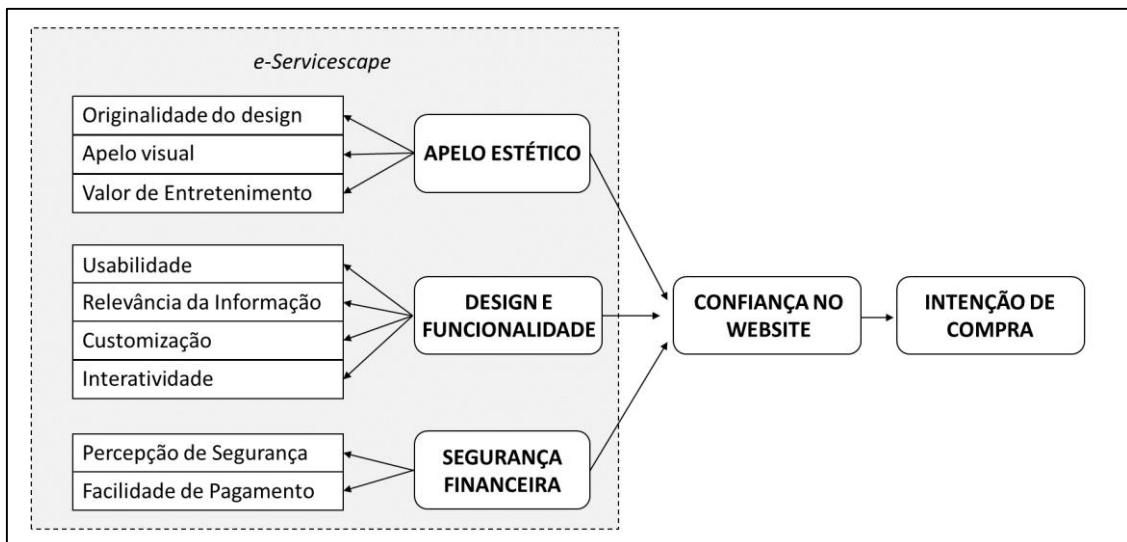 e-Servicescape
Originalidade do design
Apelo visual
Valor de Entretenimento
APELO ESTÉTICO
Usabilidade
Relevância da Informação
Customização
Interatividade
DESIGN E
FUNCIONALIDADE
CONFIANÇA NO
WEBSITE
INTENÇÃO DE
COMPRA
Percepção de Segurança
Facilidade de Pagamento
SEGURANÇA
FINANCEIRA